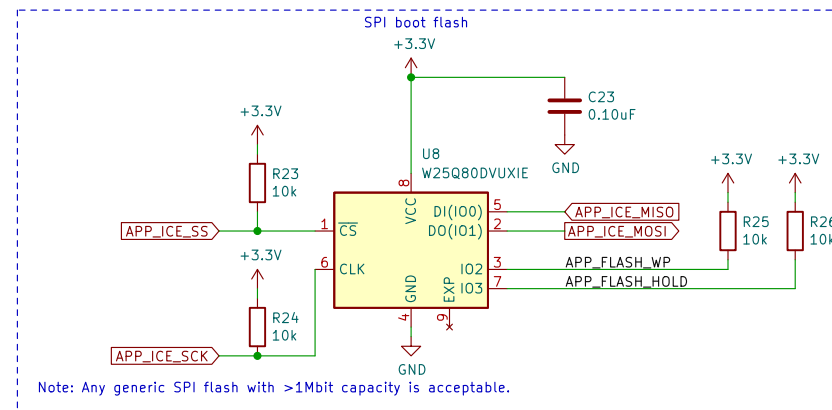 SPI boot flash
+3.3V
C23
0.10uF
GND
+3.3V
R23
10k
U8
W25Q80DVUXIE
8
VCC
+3.3V
+3.3V
APP_ICE_SS
1
CS
DI(IO0)
5
APP_ICE_MISO
DO(IO1)
2
APP_ICE_MOSI
R25
10k
R26
10k
+3.3V
6
CLK
IO2
3
APP_FLASH_WP
IO3
7
APP_FLASH_HOLD
GND
EXP
4
9
R24
10k
APP_ICE_SCK
GND
Note: Any generic SPI flash with >1Mbit capacity is acceptable.